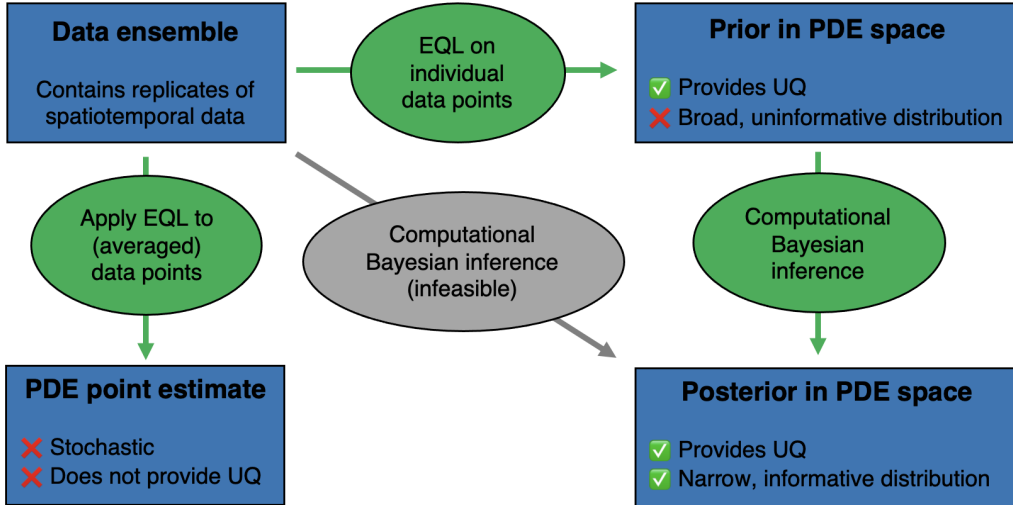 Data ensemble
Contains replicates of
spatiotemporal data
EQL on
individual
data points
Prior in PDE space
✅ Provides UQ
❌ Broad, uninformative distribution
Apply EQL to
(averaged)
data points
Computational
Bayesian inference
(infeasible)
Computational
Bayesian
inference
PDE point estimate
❌ Stochastic
❌ Does not provide UQ
Posterior in PDE space
✅ Provides UQ
✅ Narrow, informative distribution